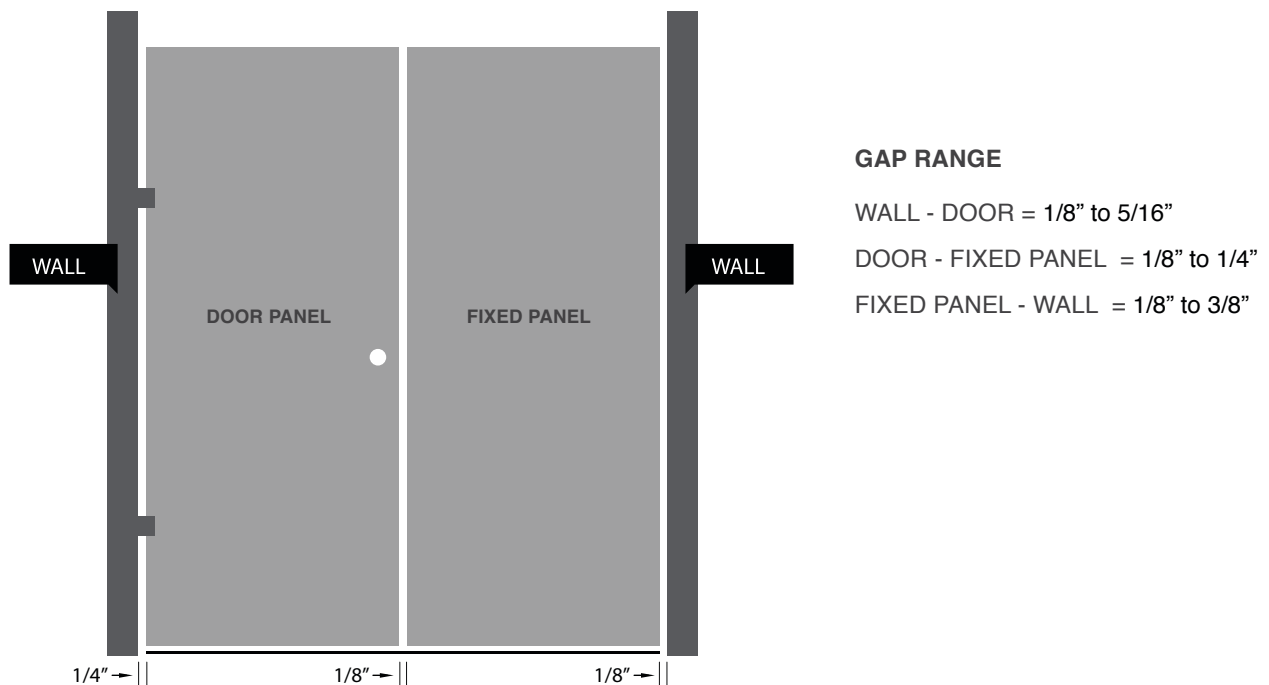 GAP RANGE
WALL - DOOR = 1/8” to 5/16”
WALL
WALL
DOOR - FIXED PANEL = 1/8” to 1/4”
FIXED PANEL - WALL = 1/8” to 3/8”
DOOR PANEL
FIXED PANEL
1/4”
1/8”
1/8”